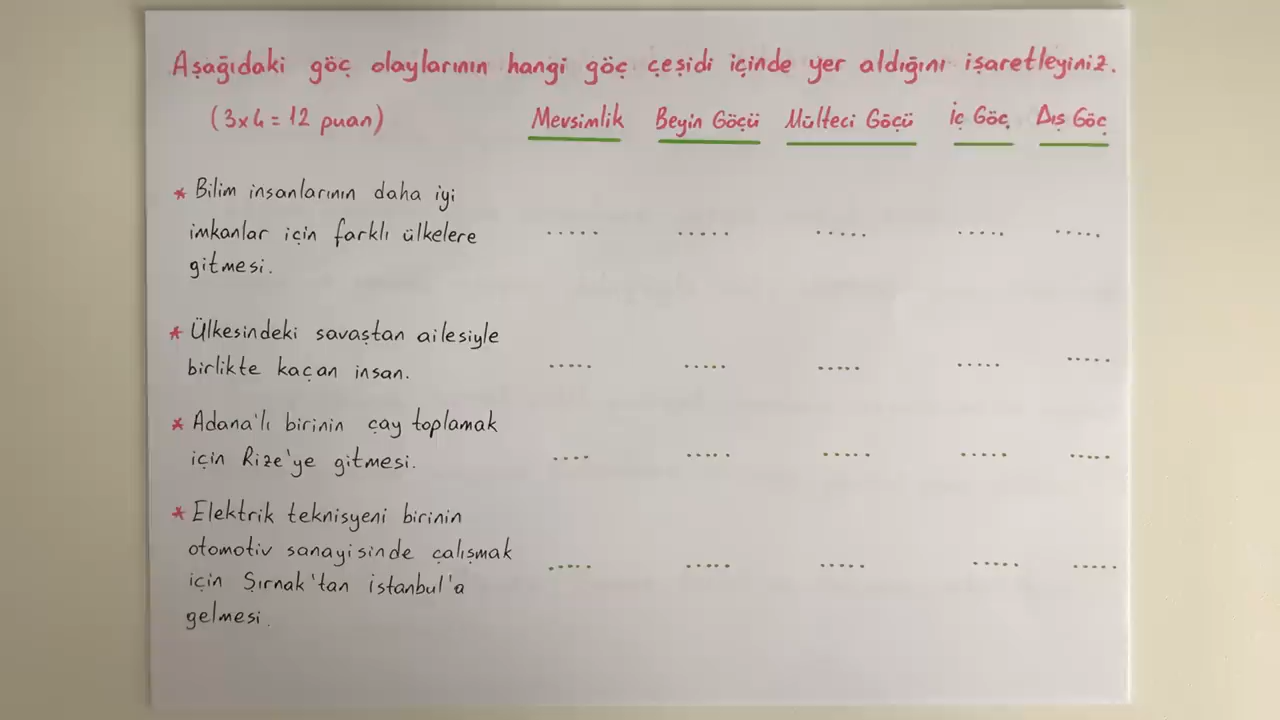 Aşağıdaki göç olaylarının hangi göç çeşidi içinde yer aldığını işaretleyiniz.
(3x4 = 12 puan) Mevsimlik Beyin Göçü Mülteci Göçü İç Göç Dış Göç
* Bilim insanlarının daha iyi
imkanlar için farklı ülkelere ..... ..... ..... ..... .....
gitmesi.
* Ülkesindeki savaştan ailesiyle
birlikte kaçan insan. ..... ..... ..... ..... .....
* Adana'lı birinin çay toplamak
için Rize'ye gitmesi. .... ..... ..... ..... .....
* Elektrik teknisyeni birinin
otomotiv sanayisinde çalışmak
için Şırnak'tan istanbul'a ..... ..... ..... ..... .....
gelmesi.